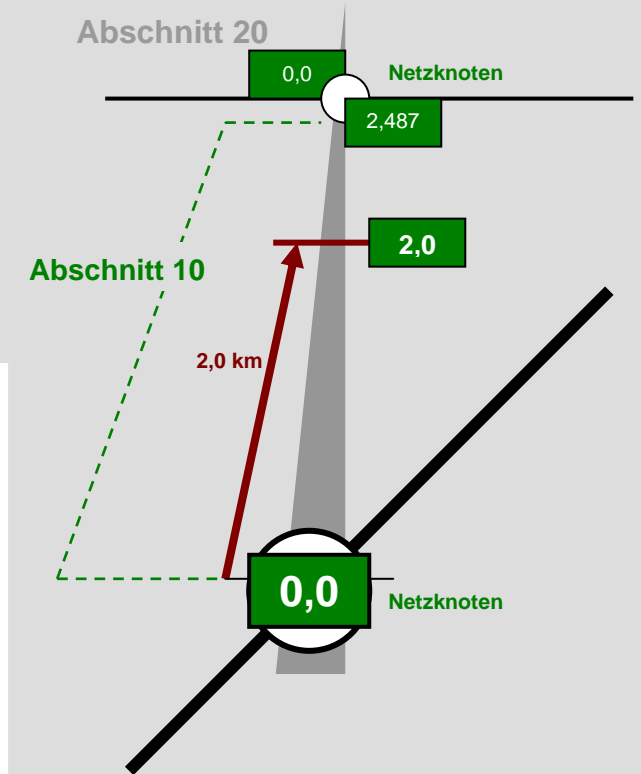 Abschnitt 20
0,0
Netzknoten
2,487
2,0
Abschnitt 10
2,0 km
0,0
Netzknoten